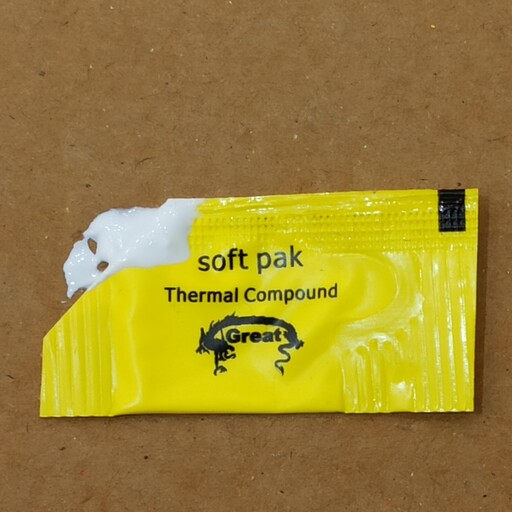 soft pak
Thermal Compound
Great